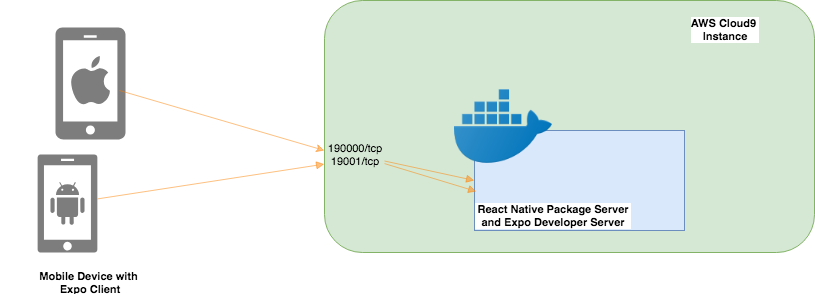 AWS Cloud9
Instance
190000/tcp
19001/tcp
React Native Package Server
and Expo Developer Server
Mobile Device with
Expo Client